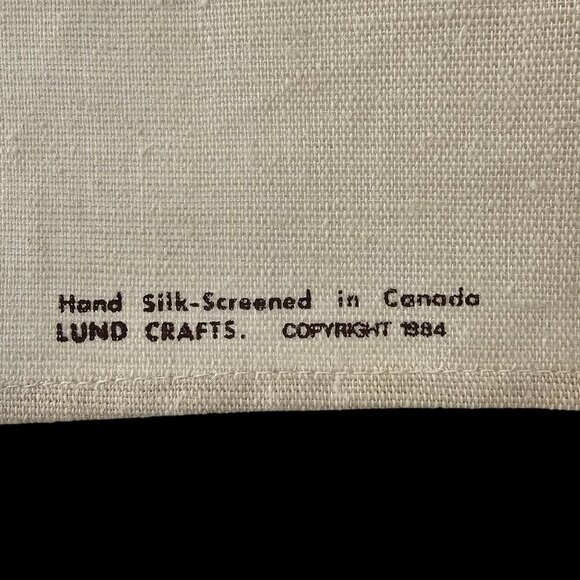 Hand Silk-Screened in Canada
LUND CRAFTS. COPYRIGHT 1984